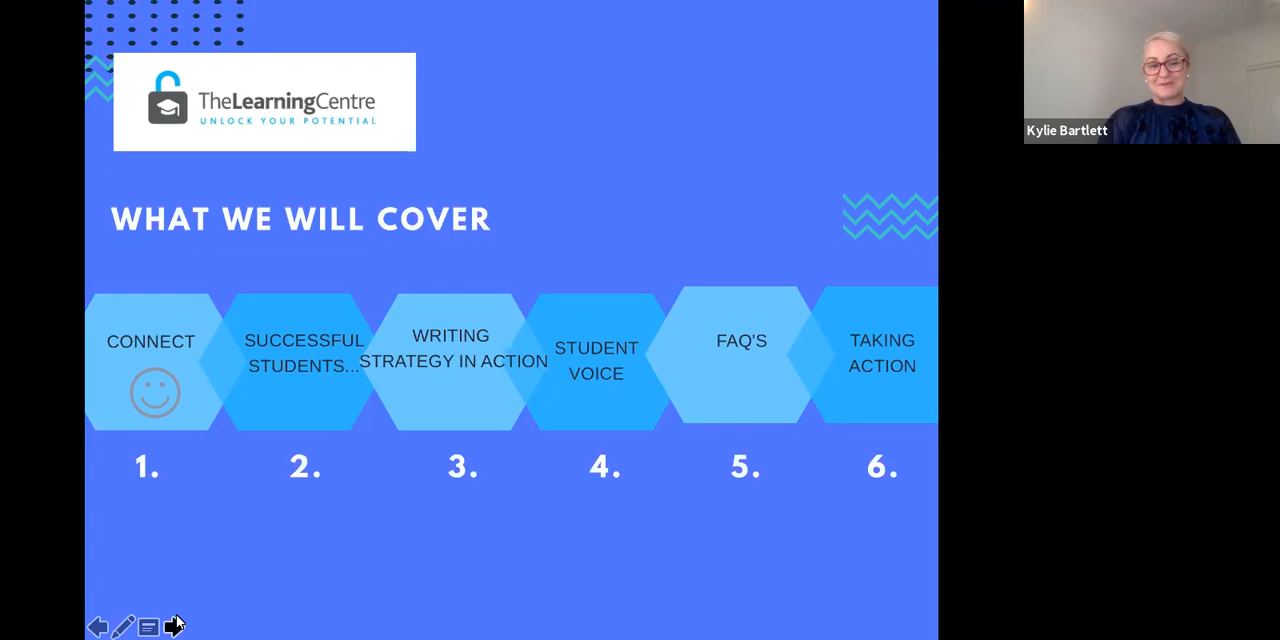 TheLearningCentre
UNLOCK YOUR POTENTIAL
Kylie Bartlett
WHAT WE WILL COVER
CONNECT
SUCCESSFUL
STUDENTS...
WRITING
STRATEGY IN ACTION
STUDENT
VOICE
FAQ'S
TAKING
ACTION
1.
2.
3.
4.
5.
6.